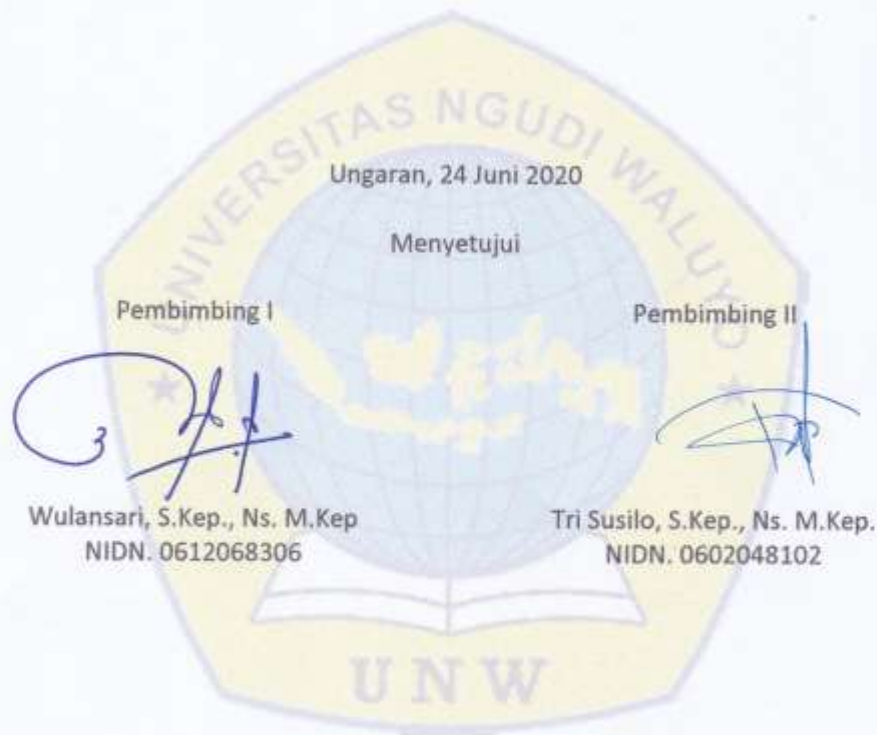 UNIVERSITAS NGUDI WALUYO
Ungaran, 24 Juni 2020
Menyetujui
Pembimbing I
Pembimbing II
Wulansari, S.Kep., Ns. M.Kep
NIDN. 0612068306
Tri Susilo, S.Kep., Ns. M.Kep.
NIDN. 0602048102
UNW